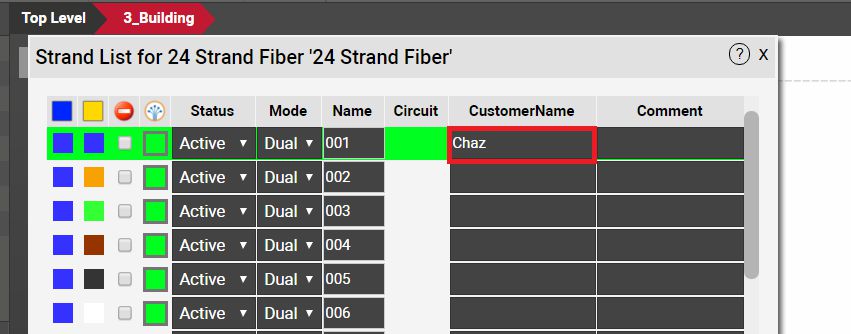 Top Level 3_Building
Strand List for 24 Strand Fiber '24 Strand Fiber' ? X
Status Mode Name Circuit CustomerName Comment
Active Dual 001 Chaz
Active Dual 002
Active Dual 003
Active Dual 004
Active Dual 005
Active Dual 006